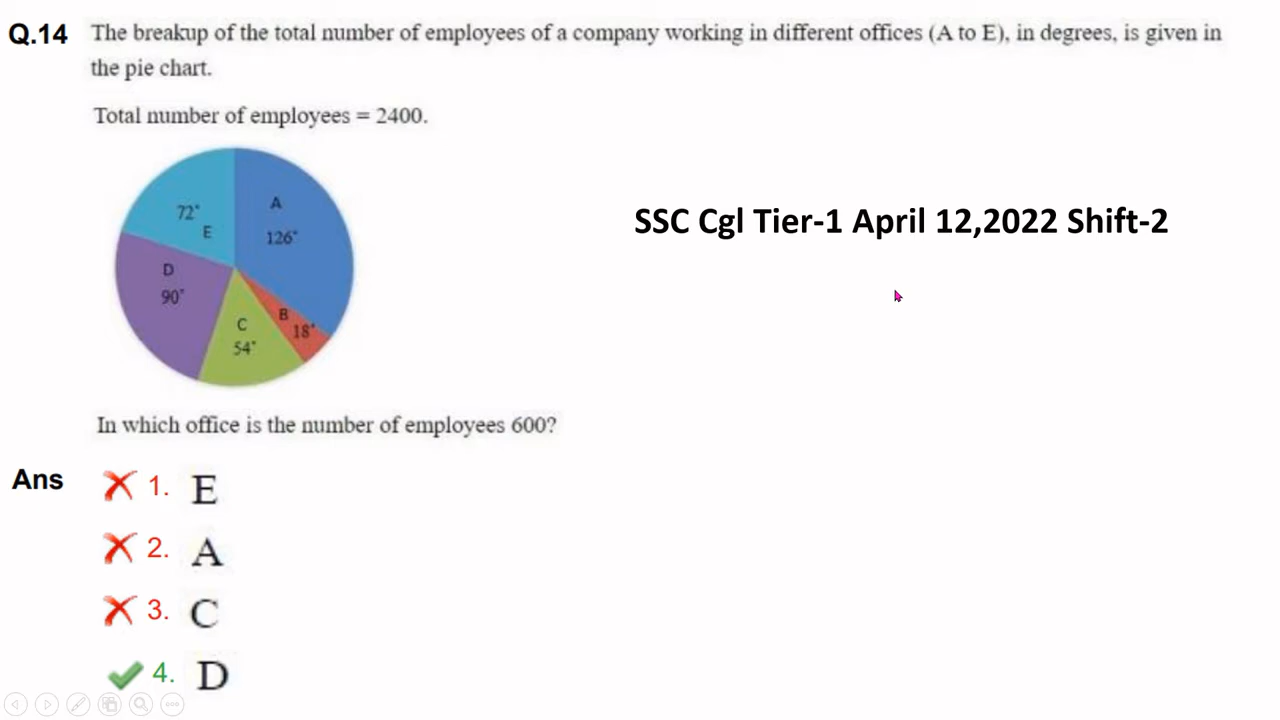 Q.14 The breakup of the total number of employees of a company working in different offices (A to E), in degrees, is given in
the pie chart.
Total number of employees = 2400.
A
126°
72°
E
D
90°
B
18°
C
54°
SSC Cgl Tier-1 April 12,2022 Shift-2
In which office is the number of employees 600?
Ans
1. E
2. A
3. C
4. D